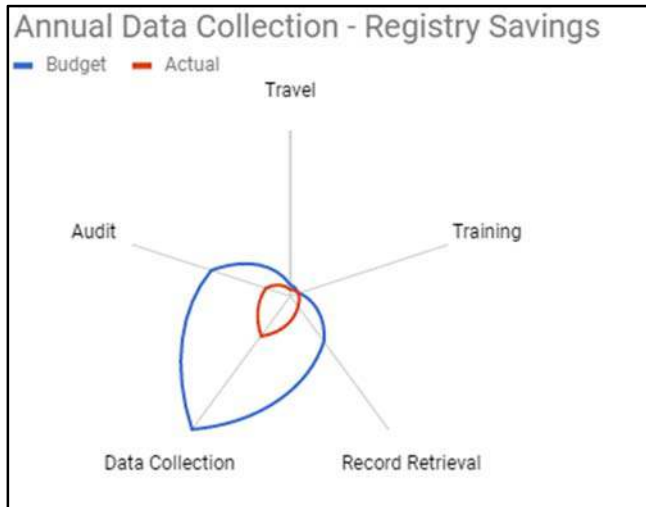 Annual Data Collection - Registry Savings
Budget Actual
Travel
Audit Training
Data Collection Record Retrieval